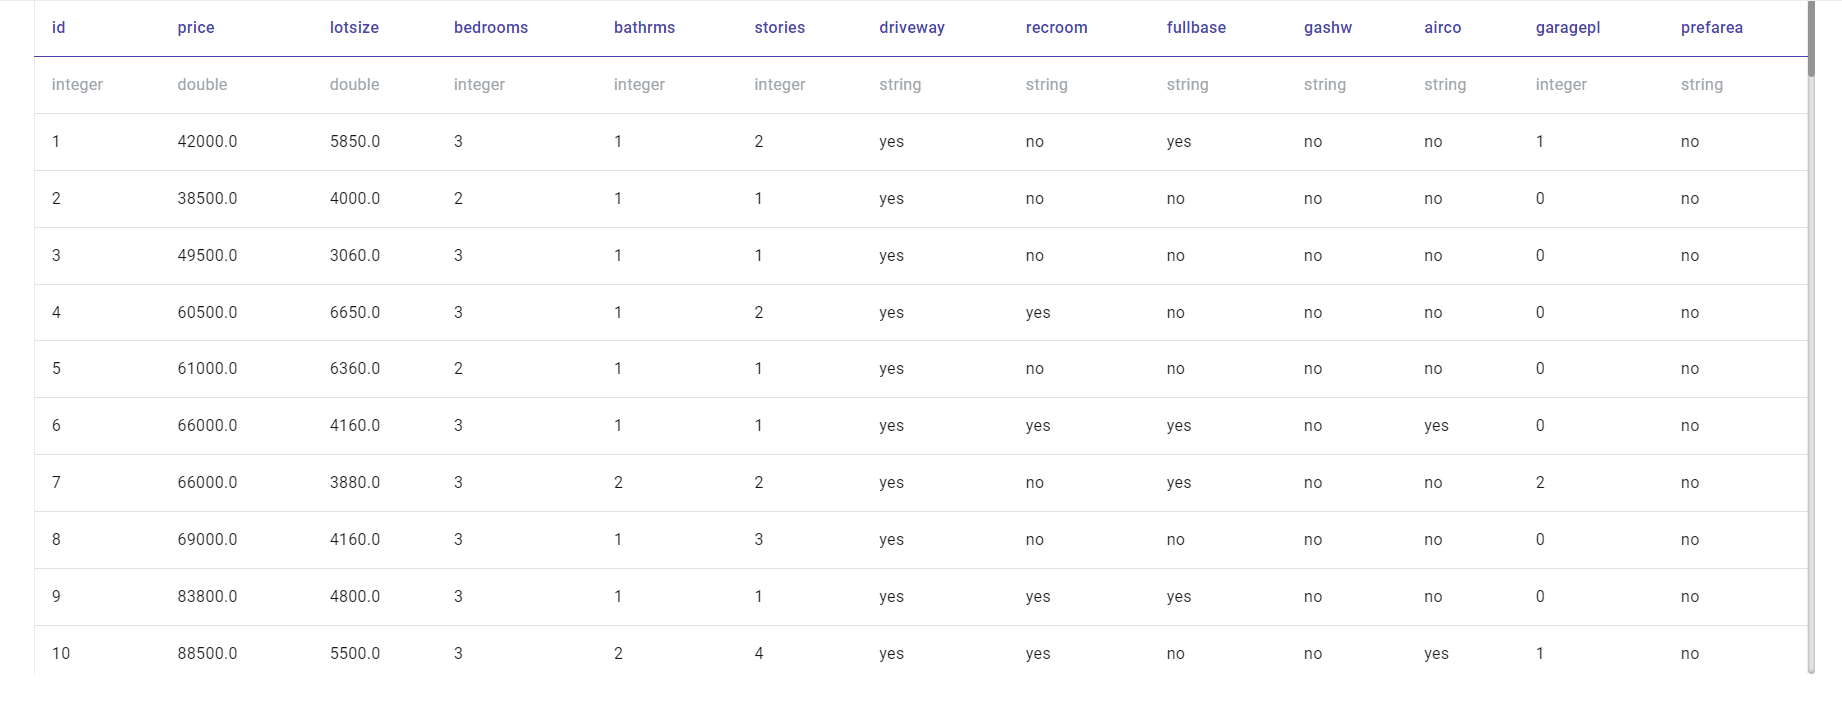 id price lotsize bedrooms bathrms stories driveway recroom fullbase gashw airco garagepl prefarea
integer double double integer integer integer string string string string string integer string
1 42000.0 5850.0 3 1 2 yes no yes no no 1 no
2 38500.0 4000.0 2 1 1 yes no no no no 0 no
3 49500.0 3060.0 3 1 1 yes no no no no 0 no
4 60500.0 6650.0 3 1 2 yes yes no no no 0 no
5 61000.0 6360.0 2 1 1 yes no no no no 0 no
6 66000.0 4160.0 3 1 1 yes yes yes no yes 0 no
7 66000.0 3880.0 3 2 2 yes no yes no no 2 no
8 69000.0 4160.0 3 1 3 yes no no no no 0 no
9 83800.0 4800.0 3 1 1 yes yes yes no no 0 no
10 88500.0 5500.0 3 2 4 yes yes no no yes 1 no